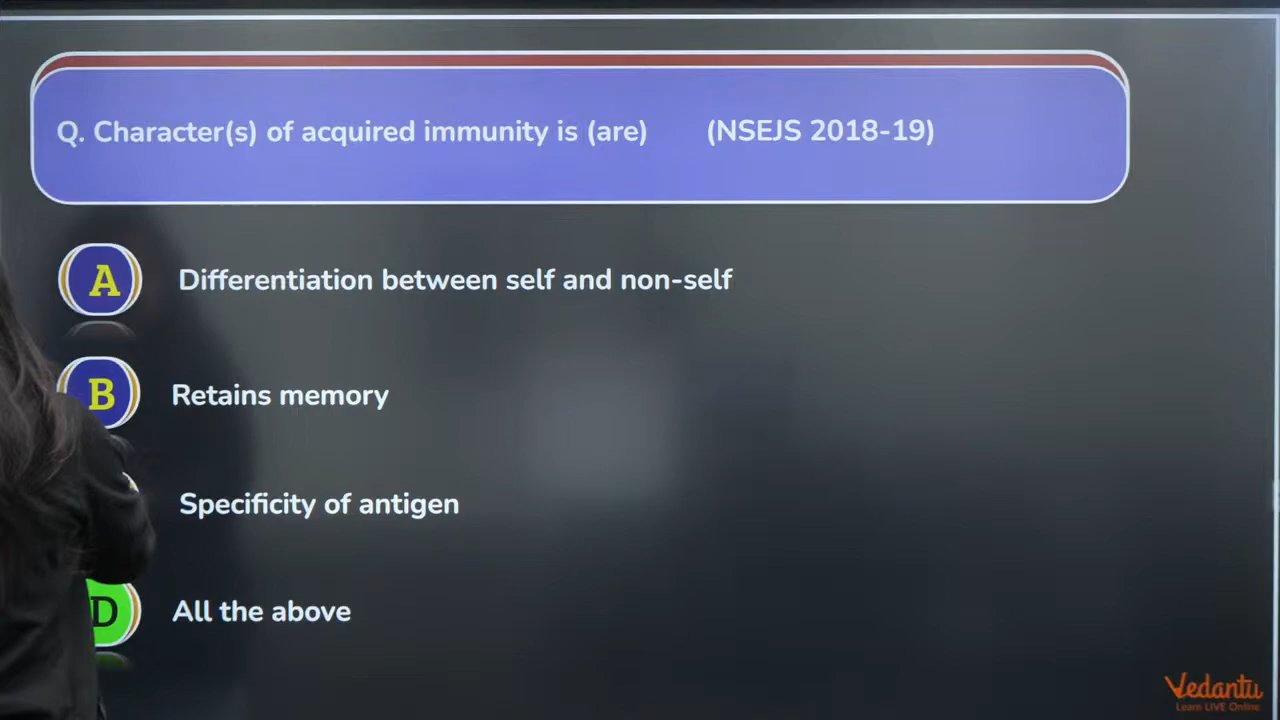 Q. Character(s) of acquired immunity is (are) (NSEJS 2018-19)
A Differentiation between self and non-self
B Retains memory
Specificity of antigen
D All the above
Vedantu
Learn LIVE Online